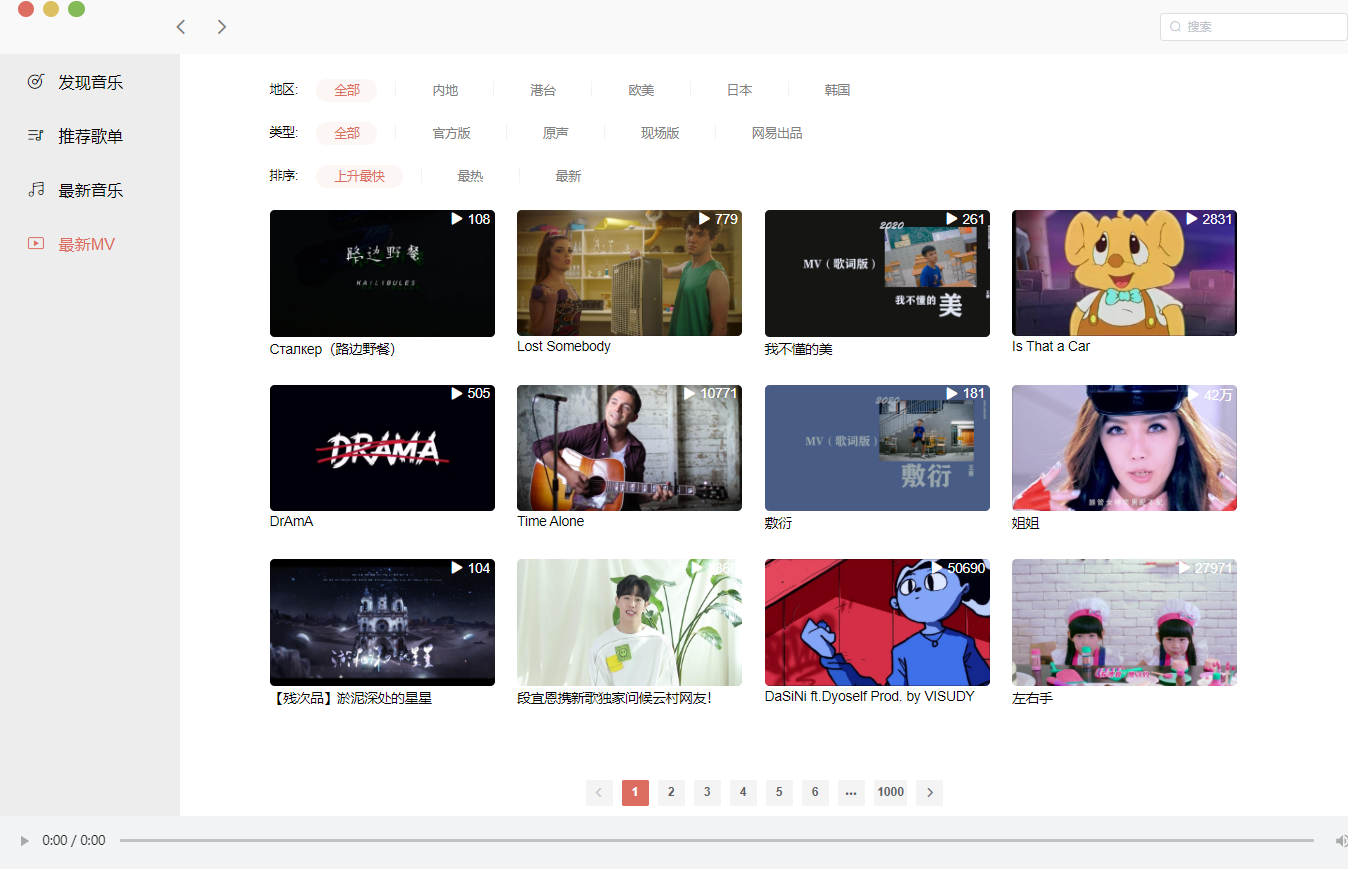 搜索
发现音乐
推荐歌单
最新音乐
最新MV
地区: 全部 内地 港台 欧美 日本 韩国
类型: 全部 官方版 原声 现场版 网易出品
排序: 上升最快 最热 最新
108 779 261 2831
路边野餐
KAILIBULES
2020
MV（歌词版）
我不懂的美
Сталкер（路边野餐） Lost Somebody 我不懂的美 Is That a Car
505 10771 181 42万
DRAMA
2020
MV（歌词版）
敷衍
DrAmA Time Alone 敷衍 姐姐
104 50690 27971
【残次品】淤泥深处的星星 段宜恩携新歌独家问候云村网友! DaSiNi ft.Dyoself Prod. by VISUDY 左右手
1 2 3 4 5 6 ... 1000
0:00 / 0:00